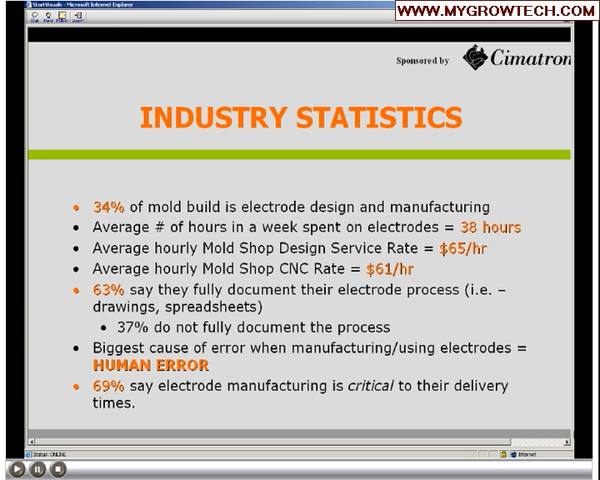 StartVisuals - Microsoft Internet Explorer
WWW.MYGROWTECH.COM
Sponsored by Cimatron
INDUSTRY STATISTICS
• 34% of mold build is electrode design and manufacturing
• Average # of hours in a week spent on electrodes = 38 hours
• Average hourly Mold Shop Design Service Rate = $65/hr
• Average hourly Mold Shop CNC Rate = $61/hr
• 63% say they fully document their electrode process (i.e. –
drawings, spreadsheets)
• 37% do not fully document the process
• Biggest cause of error when manufacturing/using electrodes =
HUMAN ERROR
• 69% say electrode manufacturing is critical to their delivery
times.
Status: ONLINE
Internet